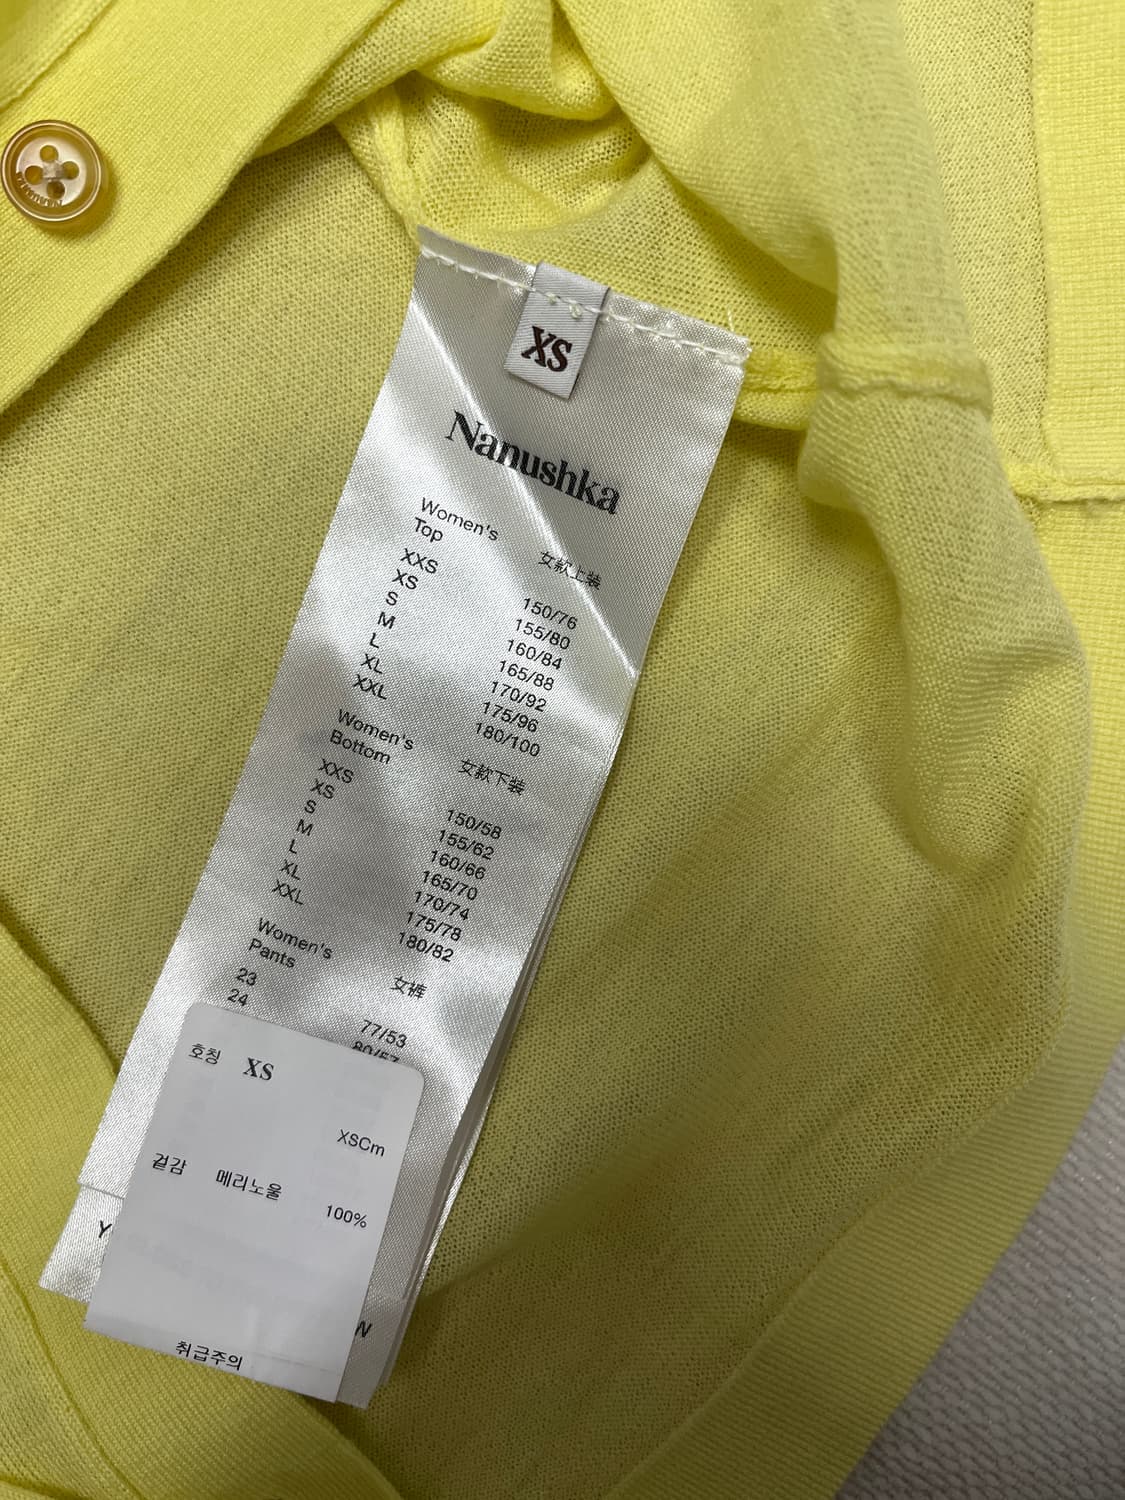 XS
Nanushka
Women's
Top 女款上装
XXS 150/76
XS 155/80
S 160/84
M 165/88
L 170/92
XL 175/96
XXL 180/100
Women's
Bottom 女款下装
XXS 150/58
XS 155/62
S 160/66
M 165/70
L 170/74
XL 175/78
XXL 180/82
Women's
Pants 女裤
23 77/53
24 80/57
호칭 XS
XSCm
겉감 메리노울 100%
취급주의